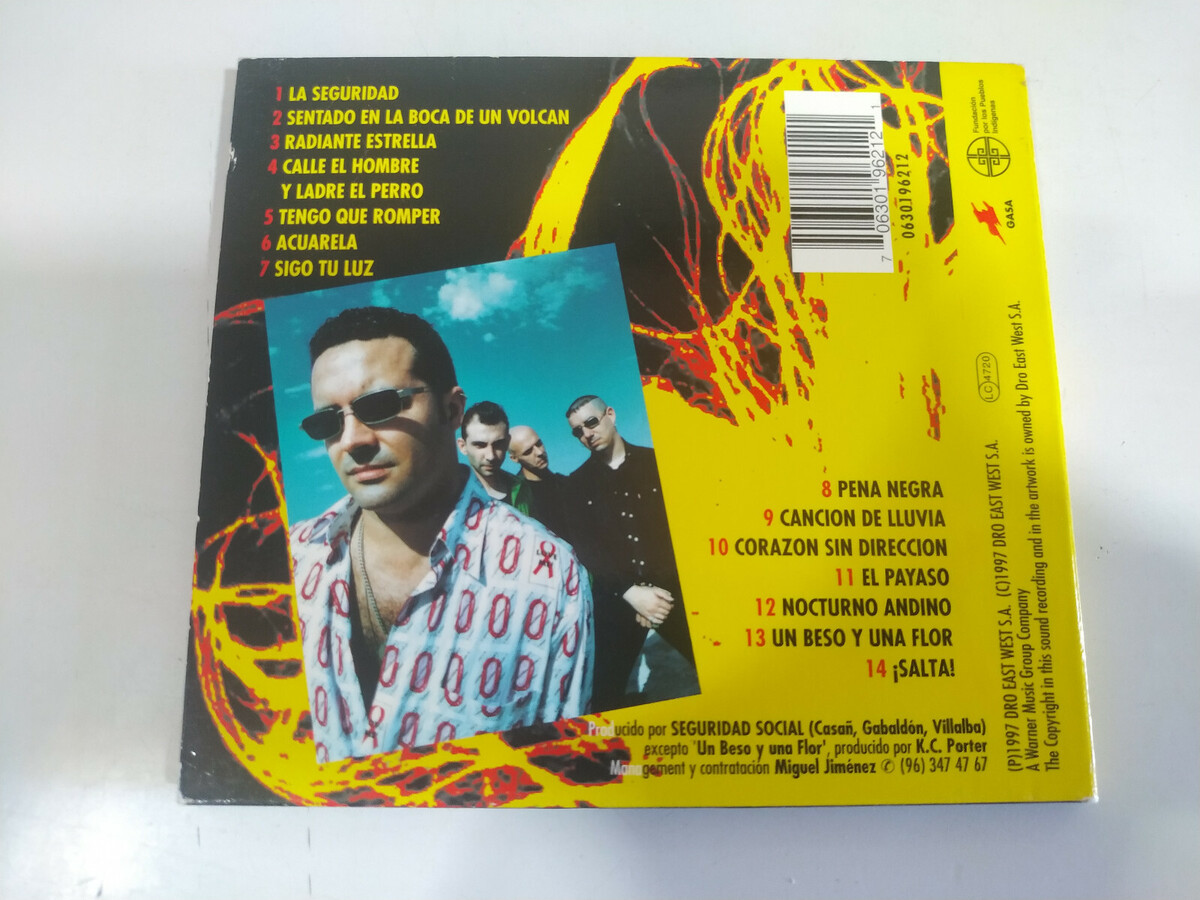 1 LA SEGURIDAD
2 SENTADO EN LA BOCA DE UN VOLCAN
3 RADIANTE ESTRELLA
4 CALLE EL HOMBRE
Y LADRE EL PERRO
5 TENGO QUE ROMPER
6 ACUARELA
7 SIGO TU LUZ
8 PENA NEGRA
9 CANCION DE LLUVIA
10 CORAZON SIN DIRECCION
11 EL PAYASO
12 NOCTURNO ANDINO
13 UN BESO Y UNA FLOR
14 ¡SALTA!
Producido por SEGURIDAD SOCIAL (Casañ, Gabaldón, Villalba)
excepto 'Un Beso y una Flor', producido por K.C. Porter
Management y contratación Miguel Jiménez ✆ (96) 347 47 67
7 06301 96212 1
0630196212
Fundación
por los Pueblos
Indígenas
GASA
LC 4720
(P)1997 DRO EAST WEST S.A. (C)1997 DRO EAST WEST S.A.
A Warner Music Group Company
The Copyright in this sound recording and in the artwork is owned by Dro East West S.A.